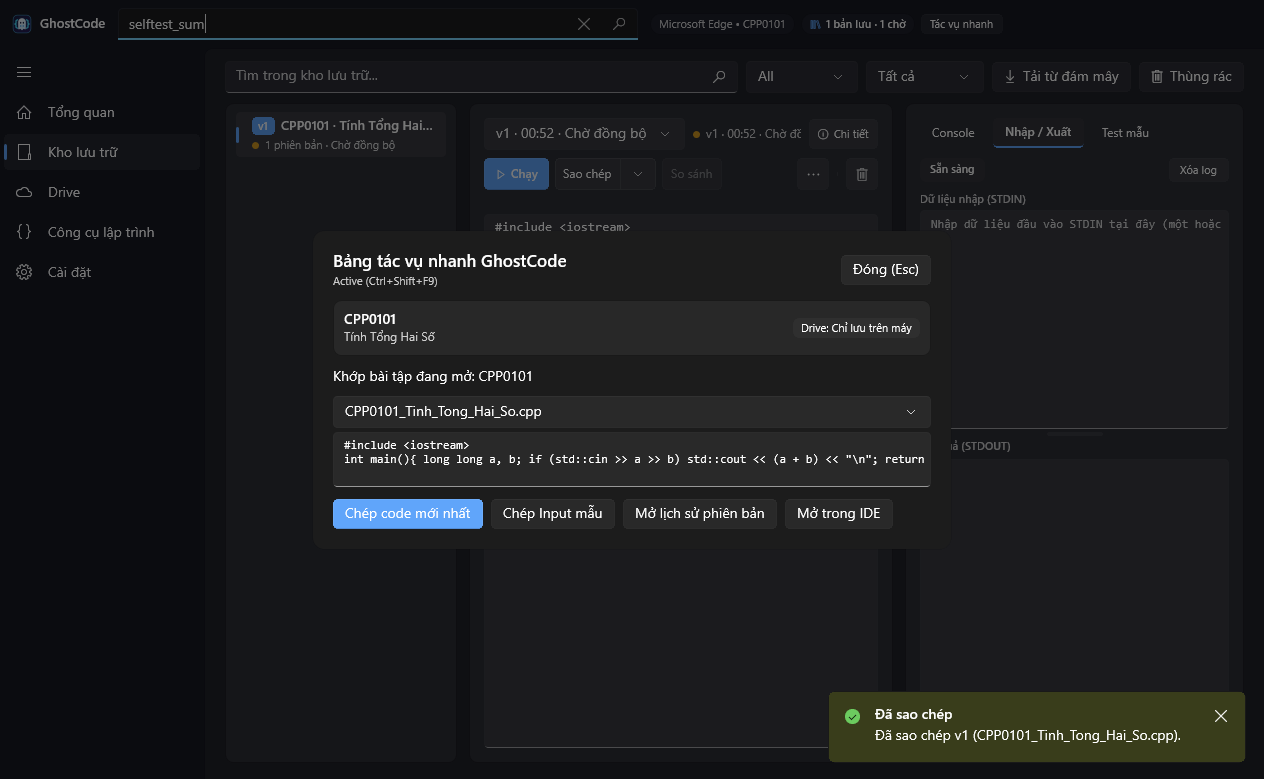 GhostCode
selftest_sum
Microsoft Edge • CPP0101
1 bản lưu · 1 chờ
Tác vụ nhanh
Tổng quan
Kho lưu trữ
Drive
Công cụ lập trình
Cài đặt
Tìm trong kho lưu trữ...
All
Tất cả
Tải từ đám mây
Thùng rác
v1 CPP0101 · Tính Tổng Hai...
1 phiên bản · Chờ đồng bộ
v1 · 00:52 · Chờ đồng bộ
v1 · 00:52 · Chờ
Chi tiết
Chạy
Sao chép
So sánh
#include <iostream>
Console
Nhập / Xuất
Test mẫu
Sẵn sàng
Xóa log
Dữ liệu nhập (STDIN)
Nhập dữ liệu đầu vào STDIN tại đây (một hoặc
(STDOUT)
Bảng tác vụ nhanh GhostCode
Active (Ctrl+Shift+F9)
Đóng (Esc)
CPP0101
Tính Tổng Hai Số
Drive: Chỉ lưu trên máy
Khớp bài tập đang mở: CPP0101
CPP0101_Tinh_Tong_Hai_So.cpp
#include <iostream>
int main(){ long long a, b; if (std::cin >> a >> b) std::cout << (a + b) << "\n"; return
Chép code mới nhất
Chép Input mẫu
Mở lịch sử phiên bản
Mở trong IDE
Đã sao chép
Đã sao chép v1 (CPP0101_Tinh_Tong_Hai_So.cpp).